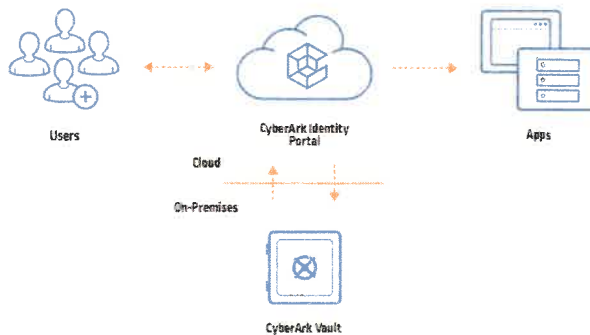 Users
CyberArk Identity
Portal
Apps
Cloud
On-Premises
CyberArk Vault